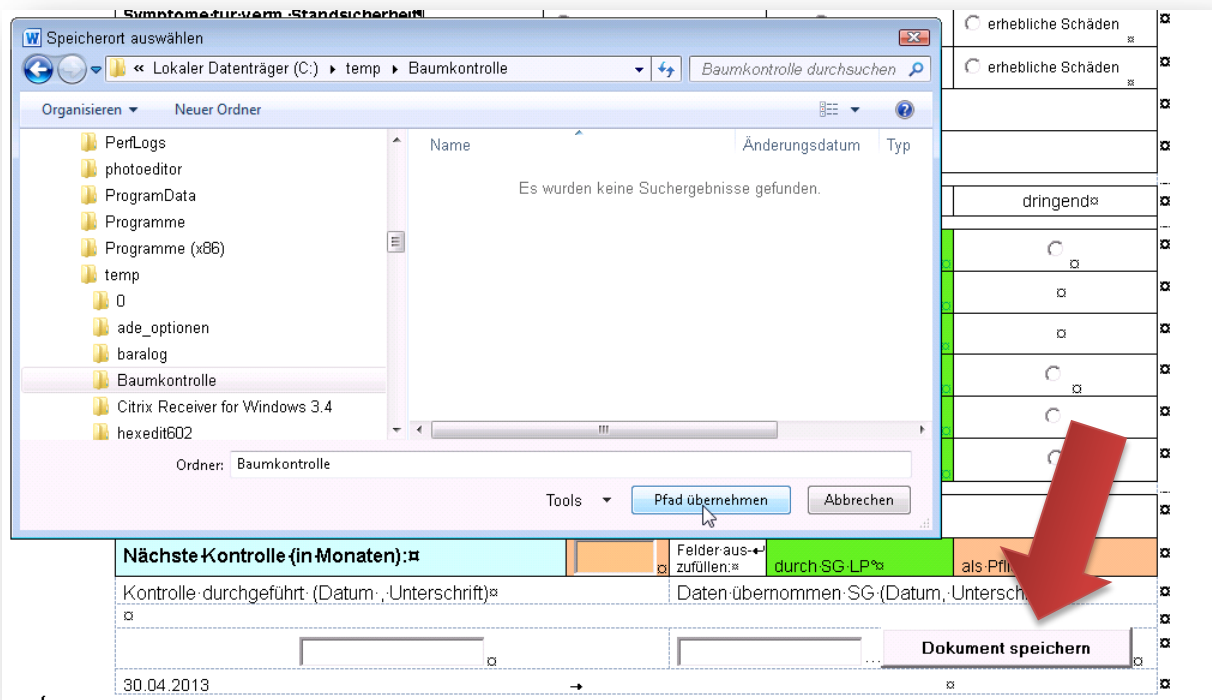 Symptome·für·verm.·Standsicherheit
Speicherort auswählen
« Lokaler Datenträger (C:) ▸ temp ▸ Baumkontrolle
Baumkontrolle durchsuchen
Organisieren ▾ Neuer Ordner
PerfLogs
photoeditor
ProgramData
Programme
Programme (x86)
temp
0
ade_optionen
baralog
Baumkontrolle
Citrix Receiver for Windows 3.4
hexedit602
Name Änderungsdatum Typ
Es wurden keine Suchergebnisse gefunden.
Ordner: Baumkontrolle
Tools ▾ Pfad übernehmen Abbrechen
erhebliche Schäden ¤
erhebliche Schäden ¤
dringend¤
Nächste·Kontrolle·(in·Monaten):¤
Felder·aus-↵
zufüllen:¤
durch·SG·LP°¤
Kontrolle·durchgeführt·(Datum·,·Unterschrift)¤
Daten·übernommen·SG·(Datum,·Untersch
... Dokument speichern
30.04.2013 → ¤